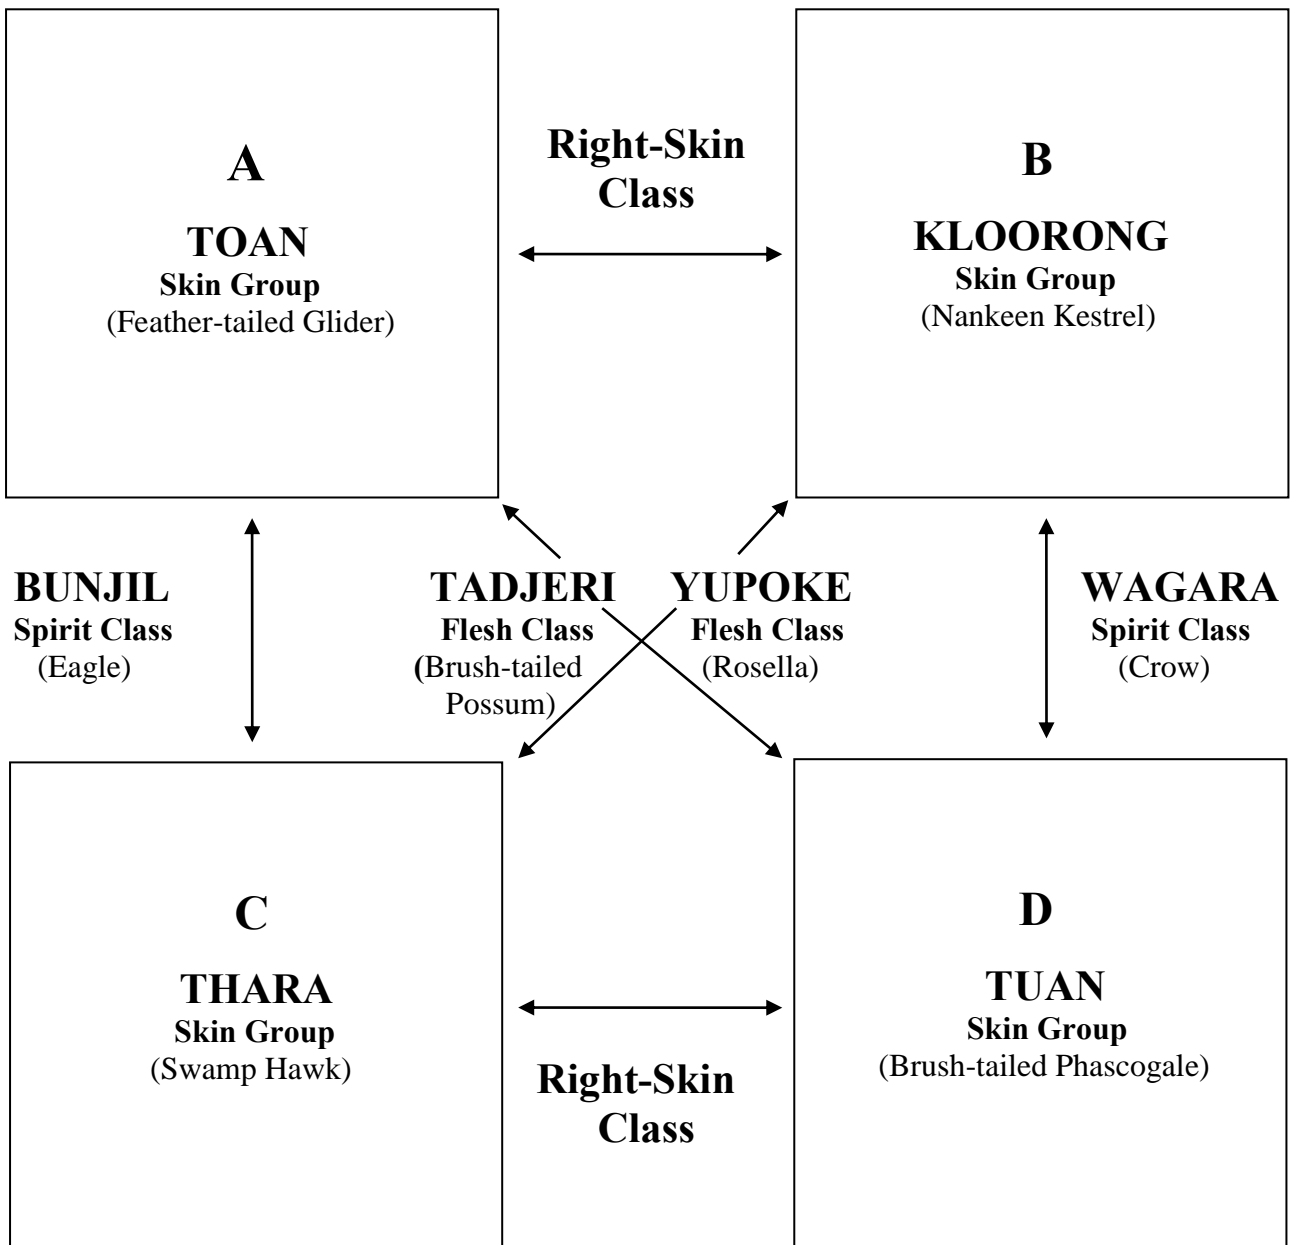 A
TOAN
Skin Group
(Feather-tailed Glider)
Right-Skin
Class
B
KLOORONG
Skin Group
(Nankeen Kestrel)
BUNJIL
Spirit Class
(Eagle)
TADJERI
Flesh Class
(Brush-tailed
Possum)
YUPOKE
Flesh Class
(Rosella)
WAGARA
Spirit Class
(Crow)
C
THARA
Skin Group
(Swamp Hawk)
Right-Skin
Class
D
TUAN
Skin Group
(Brush-tailed Phascogale)